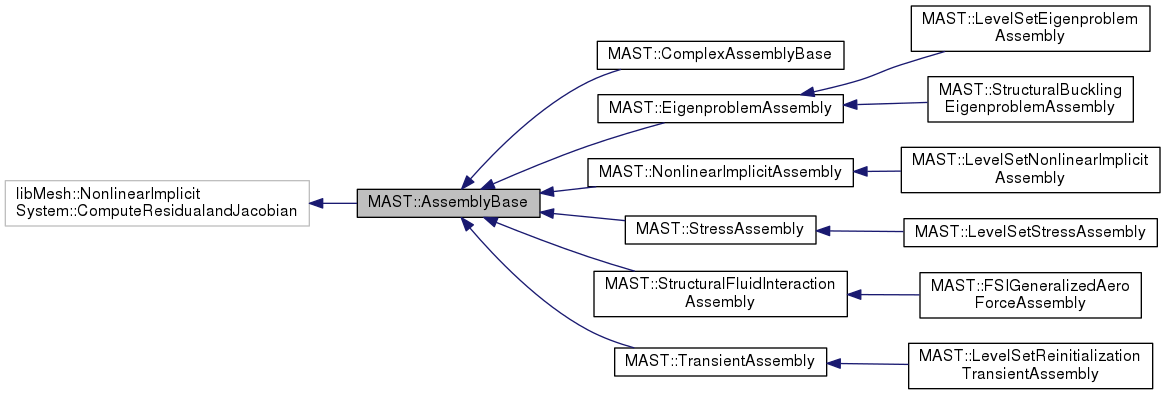 libMesh::NonlinearImplicit
System::ComputeResidualandJacobian
MAST::AssemblyBase
MAST::ComplexAssemblyBase
MAST::EigenproblemAssembly
MAST::NonlinearImplicitAssembly
MAST::StressAssembly
MAST::StructuralFluidInteraction
Assembly
MAST::TransientAssembly
MAST::LevelSetEigenproblem
Assembly
MAST::StructuralBuckling
EigenproblemAssembly
MAST::LevelSetNonlinearImplicit
Assembly
MAST::LevelSetStressAssembly
MAST::FSIGeneralizedAero
ForceAssembly
MAST::LevelSetReinitialization
TransientAssembly